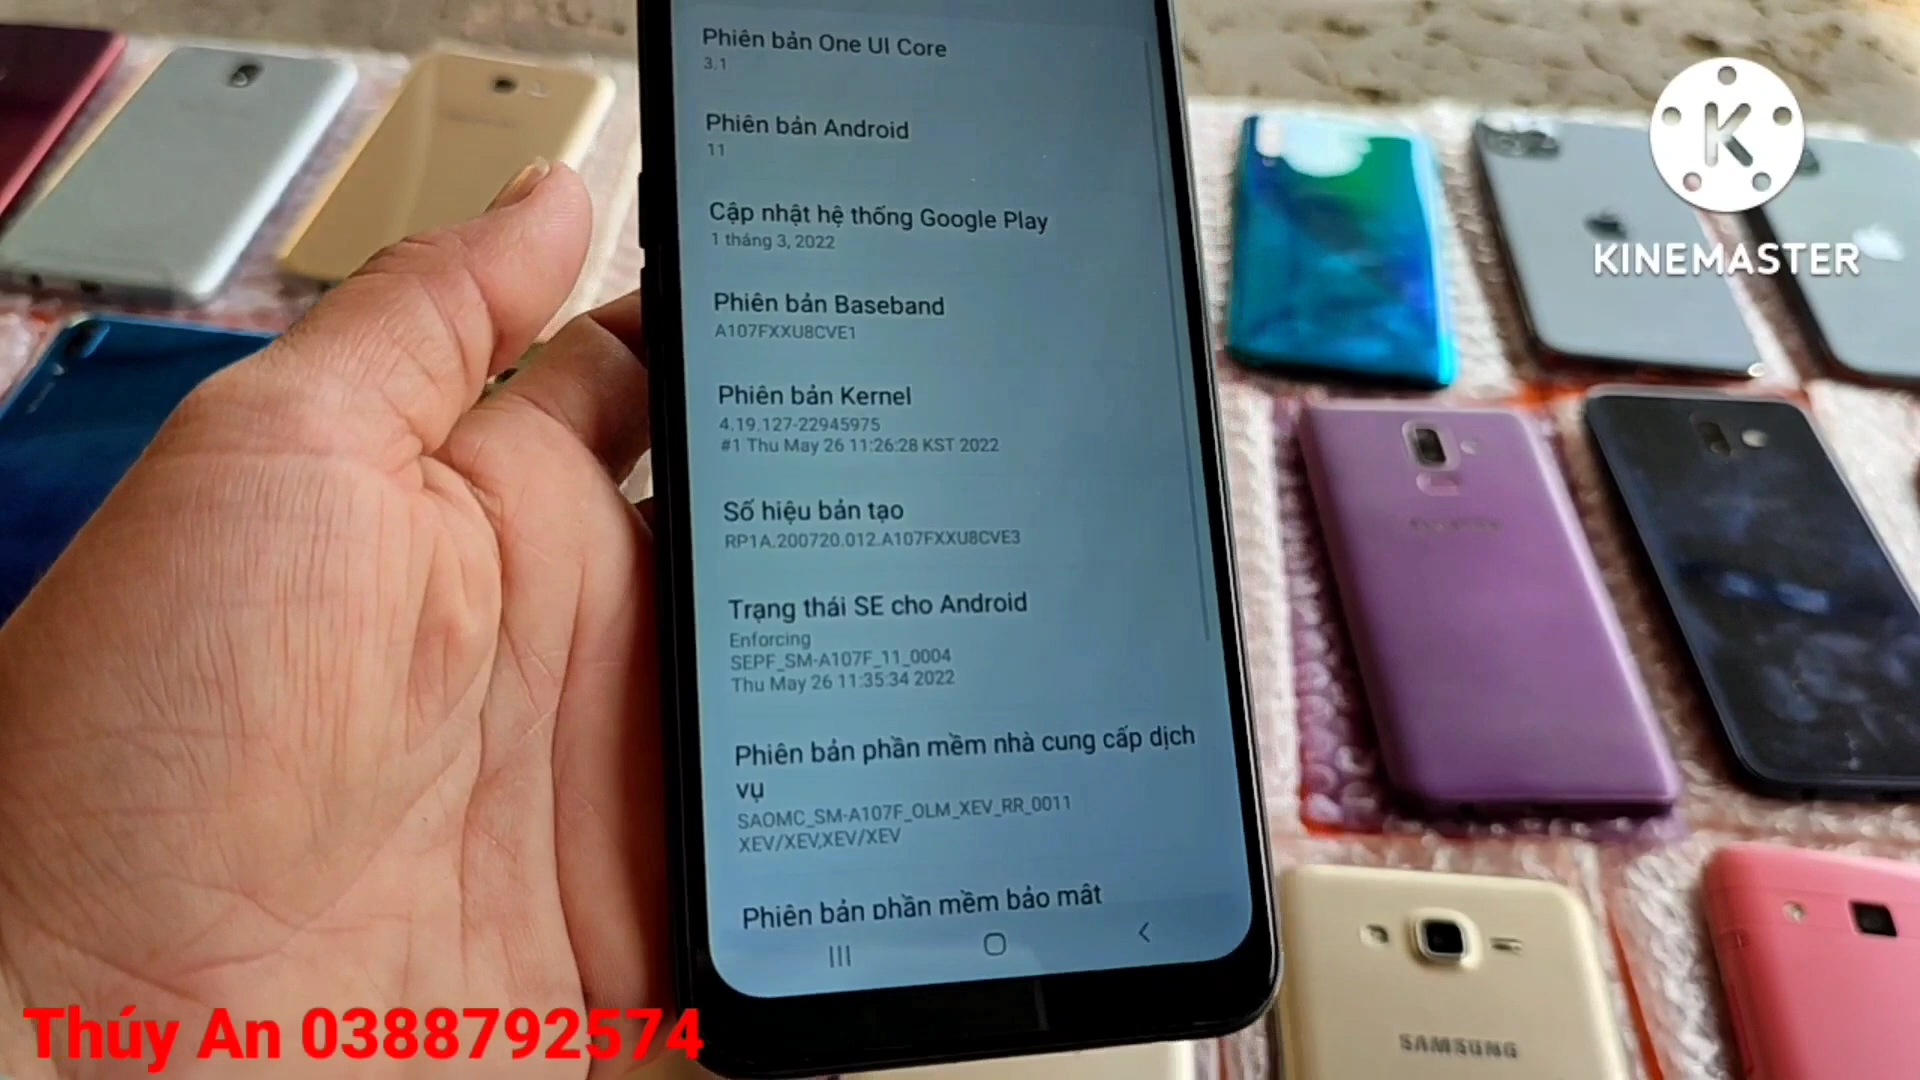 Phiên bản One UI Core
3.1
Phiên bản Android
11
Cập nhật hệ thống Google Play
1 tháng 3, 2022
Phiên bản Baseband
A107FXXU8CVE1
Phiên bản Kernel
4.19.127-22945975
#1 Thu May 26 11:26:28 KST 2022
Số hiệu bản tạo
RP1A.200720.012.A107FXXU8CVE3
Trạng thái SE cho Android
Enforcing
SEPF_SM-A107F_11_0004
Thu May 26 11:35:34 2022
Phiên bản phần mềm nhà cung cấp dịch
vụ
SAOMC_SM-A107F_OLM_XEV_RR_0011
XEV/XEV,XEV/XEV
Phiên bản phần mềm bảo mật
K
KINEMASTER
SAMSUNG
Thúy An 0388792574